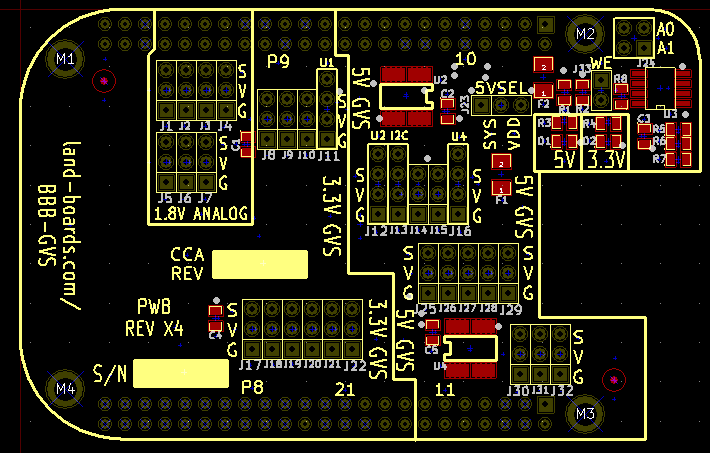 M1
P9
U1
10
M2
A0
A1
J24
WE
S
V
G
J1 J2 J3 J4
J5 J6 J7
S
V
G
1.8V ANALOG
C1
J8 J9 J10 J11
S
V
G
5V GVS
U2
C2
J23
5VSEL
SYS
VDD
2
1
F2
R1
R2
J33
R8
U3
R3
D1
5V
R4
D2
3.3V
C3
R5
R6
R7
U2 I2C U4
S
V
G
J12 J13 J14 J15 J16
S
V
G
2
1
F1
3.3V GVS
5V GVS
land-boards.com/
BBB-GVS
CCA
REV
PWB
REV X4
C4
S
V
G
J17 J18 J19 J20 J21 J22
3.3V GVS
5V GVS
J25 J26 J27 J28 J29
S
V
G
C5
U4
J30 J31 J32
S
V
G
M4
S/N
P8
21
11
M3